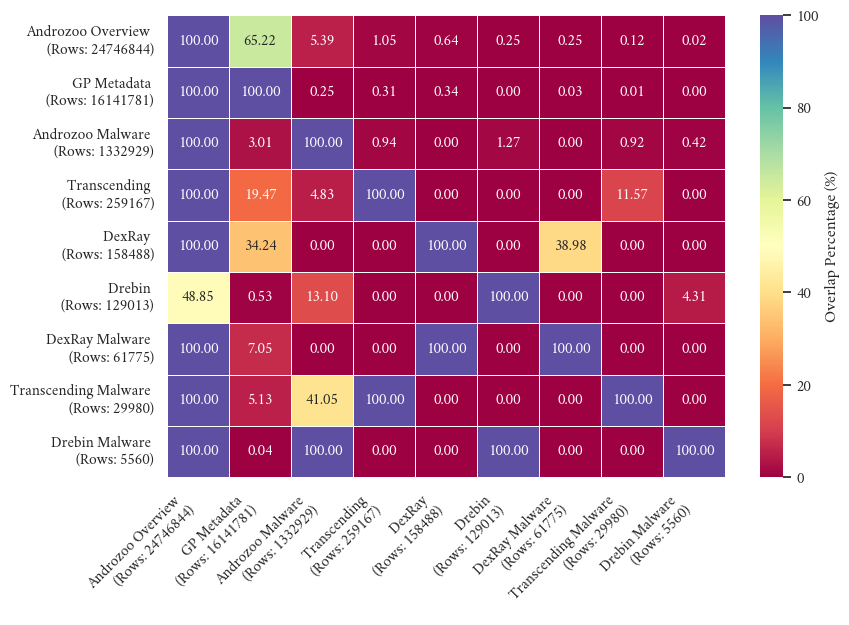 Androzoo Overview
(Rows: 24746844)
100.00 65.22 5.39 1.05 0.64 0.25 0.25 0.12 0.02
GP Metadata
(Rows: 16141781)
100.00 100.00 0.25 0.31 0.34 0.00 0.03 0.01 0.00
Androzoo Malware
(Rows: 1332929)
100.00 3.01 100.00 0.94 0.00 1.27 0.00 0.92 0.42
Transcending
(Rows: 259167)
100.00 19.47 4.83 100.00 0.00 0.00 0.00 11.57 0.00
DexRay
(Rows: 158488)
100.00 34.24 0.00 0.00 100.00 0.00 38.98 0.00 0.00
Drebin
(Rows: 129013)
48.85 0.53 13.10 0.00 0.00 100.00 0.00 0.00 4.31
DexRay Malware
(Rows: 61775)
100.00 7.05 0.00 0.00 100.00 0.00 100.00 0.00 0.00
Transcending Malware
(Rows: 29980)
100.00 5.13 41.05 100.00 0.00 0.00 0.00 100.00 0.00
Drebin Malware
(Rows: 5560)
100.00 0.04 100.00 0.00 0.00 100.00 0.00 0.00 100.00
Androzoo Overview
(Rows: 24746844)
GP Metadata
(Rows: 16141781)
Androzoo Malware
(Rows: 1332929)
Transcending
(Rows: 259167)
DexRay
(Rows: 158488)
Drebin
(Rows: 129013)
DexRay Malware
(Rows: 61775)
Transcending Malware
(Rows: 29980)
Drebin Malware
(Rows: 5560)
100
80
60
40
20
0
Overlap Percentage (%)